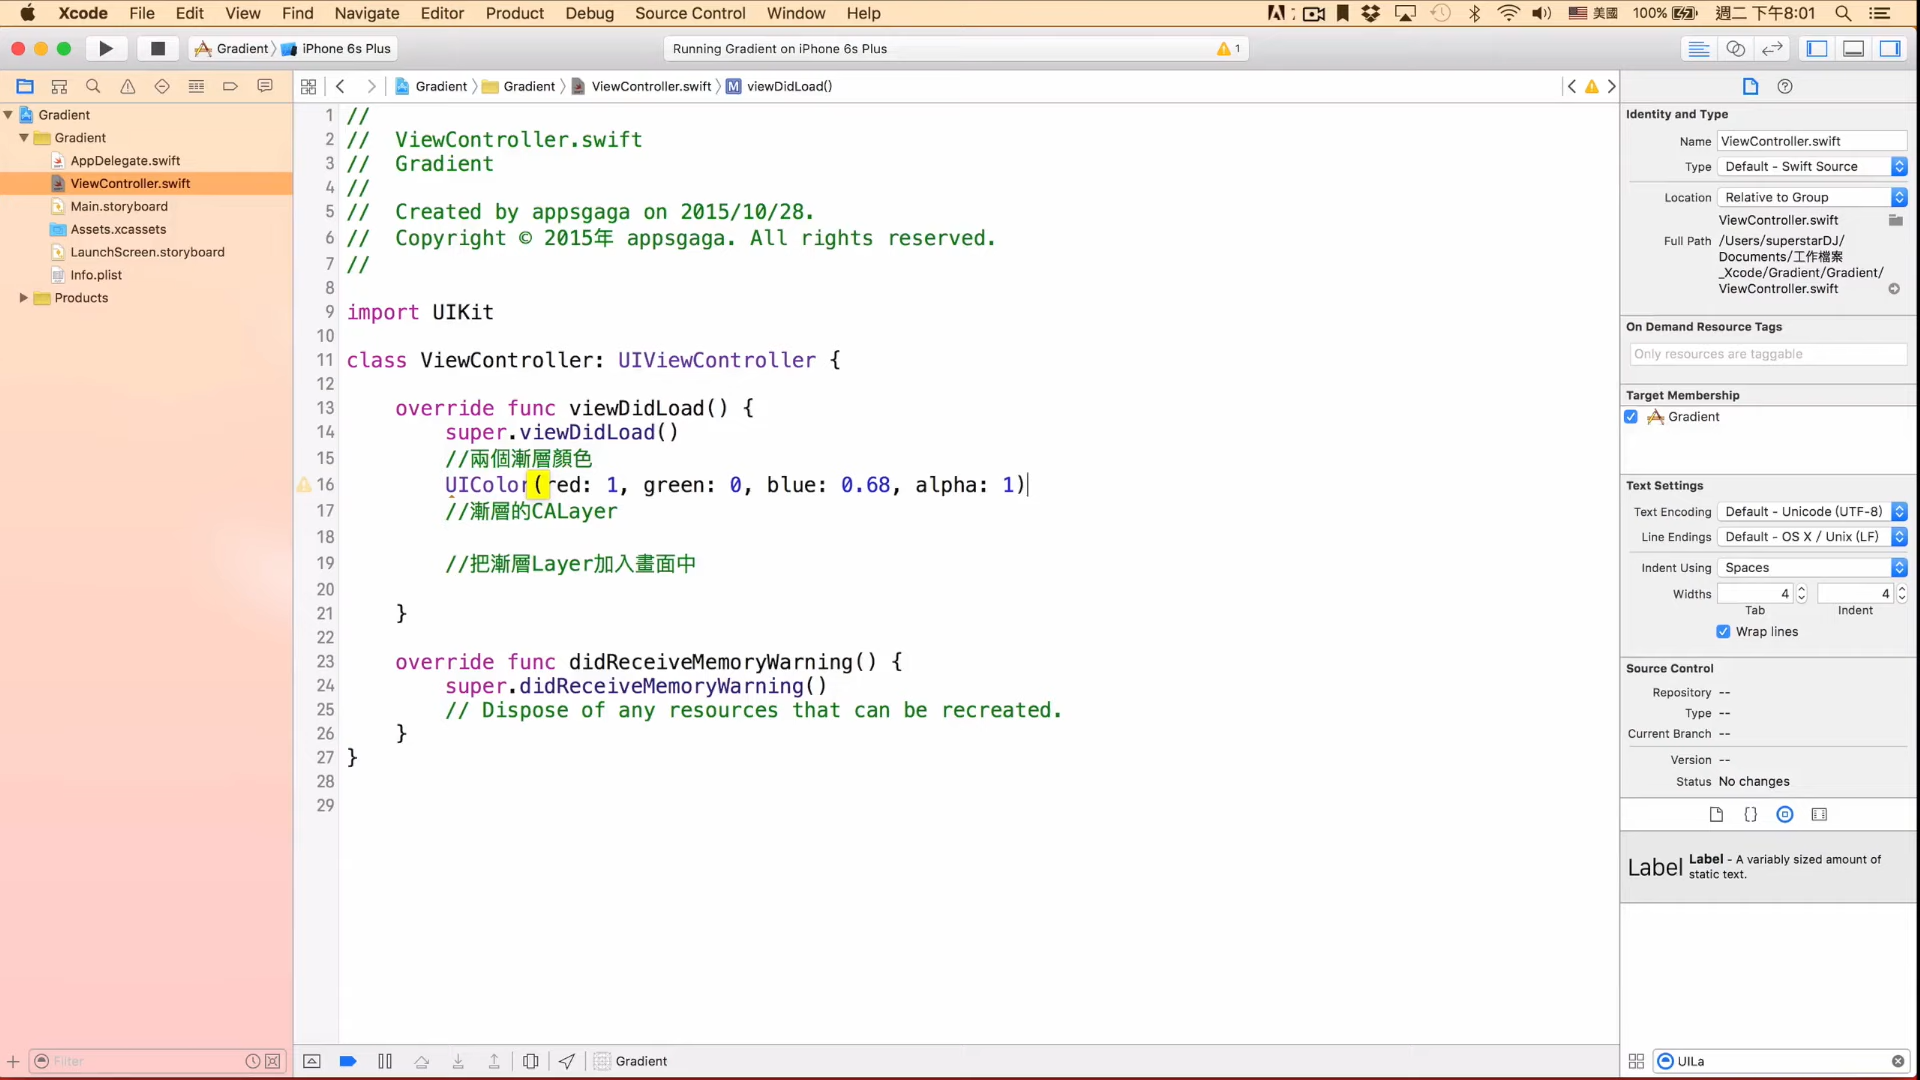 Xcode File Edit View Find Navigate Editor Product Debug Source Control Window Help
美國 100% 週二 下午8:01
Gradient iPhone 6s Plus
Running Gradient on iPhone 6s Plus
1
Gradient
Gradient
AppDelegate.swift
ViewController.swift
Main.storyboard
Assets.xcassets
LaunchScreen.storyboard
Info.plist
Products
Filter
Gradient Gradient ViewController.swift M viewDidLoad()
1 //
2 // ViewController.swift
3 // Gradient
4 //
5 // Created by appsgaga on 2015/10/28.
6 // Copyright © 2015年 appsgaga. All rights reserved.
7 //
8
9 import UIKit
10
11 class ViewController: UIViewController {
12
13 override func viewDidLoad() {
14 super.viewDidLoad()
15 //兩個漸層顏色
16 UIColor(red: 1, green: 0, blue: 0.68, alpha: 1)
17 //漸層的CALayer
18
19 //把漸層Layer加入畫面中
20
21 }
22
23 override func didReceiveMemoryWarning() {
24 super.didReceiveMemoryWarning()
25 // Dispose of any resources that can be recreated.
26 }
27 }
28
29
Gradient
Identity and Type
Name ViewController.swift
Type Default - Swift Source
Location Relative to Group
ViewController.swift
Full Path /Users/superstarDJ/
Documents/工作檔案
_Xcode/Gradient/Gradient/
ViewController.swift
On Demand Resource Tags
Only resources are taggable
Target Membership
Gradient
Text Settings
Text Encoding Default - Unicode (UTF-8)
Line Endings Default - OS X / Unix (LF)
Indent Using Spaces
Widths 4 4
Tab Indent
Wrap lines
Source Control
Repository --
Type --
Current Branch --
Version --
Status No changes
{}
Label Label - A variably sized amount of
static text.
UILa